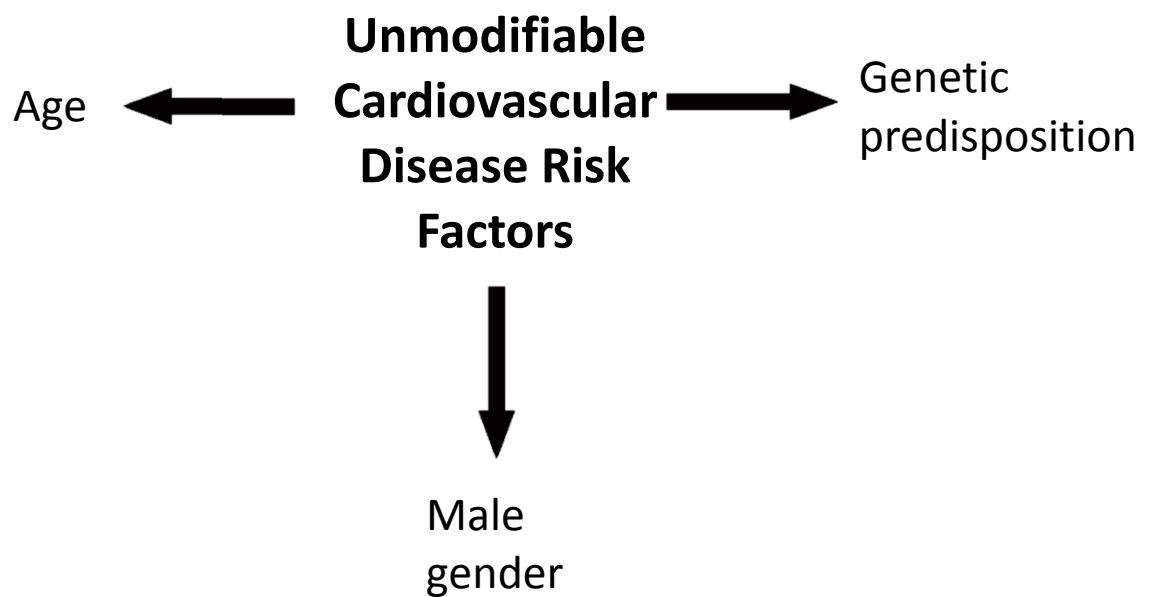 Unmodifiable
Cardiovascular
Disease Risk
Factors
Age
Genetic
predisposition
Male
gender